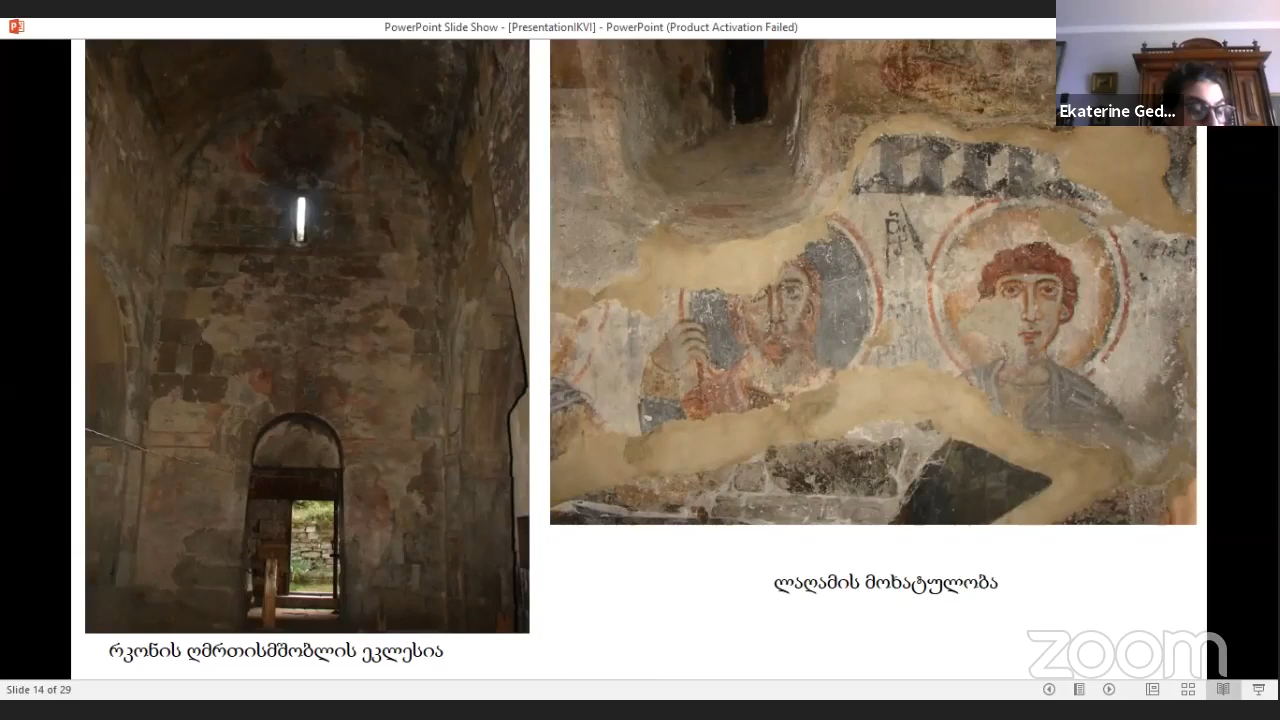 PowerPoint Slide Show - [PresentationIKVI] - PowerPoint (Product Activation Failed)
Ekaterine Ged...
ლაღამის მოხატულობა
რკონის ღმრთისმშობლის ეკლესია
zoom
Slide 14 of 29